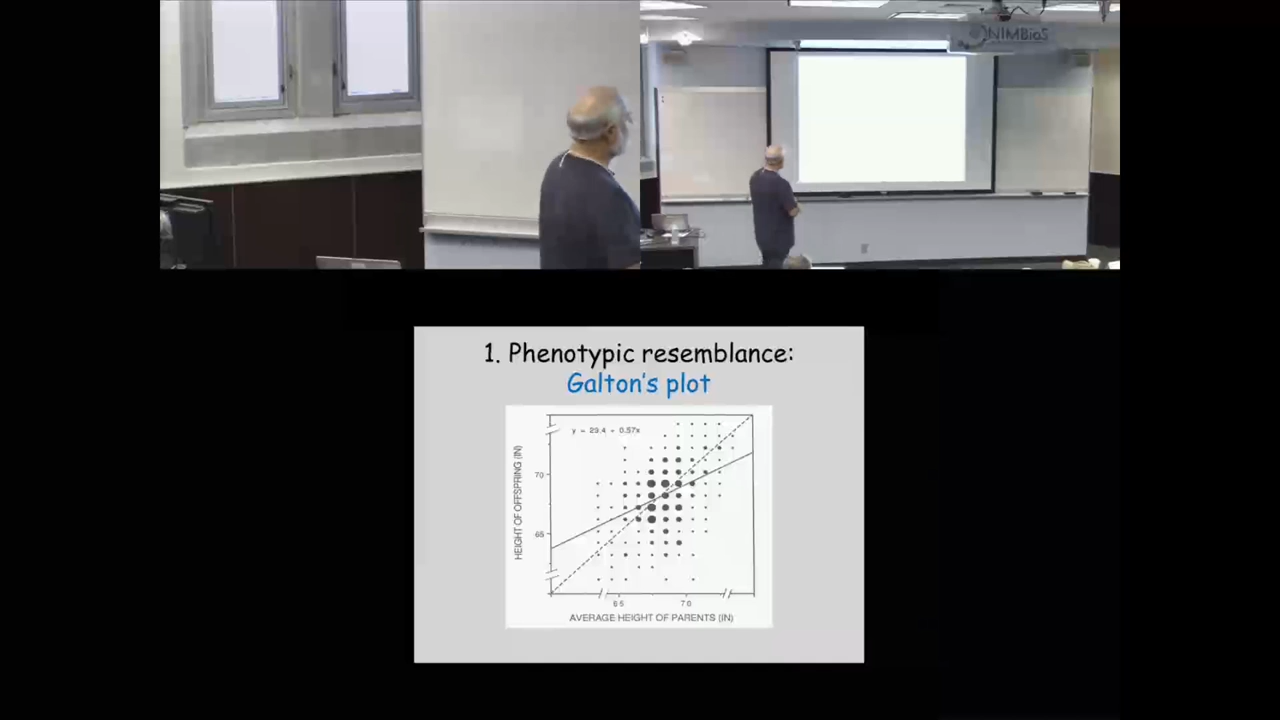 NIMBioS
1. Phenotypic resemblance:
Galton's plot
y = 29.4 + 0.57x
HEIGHT OF OFFSPRING (IN)
70
65
65
70
AVERAGE HEIGHT OF PARENTS (IN)